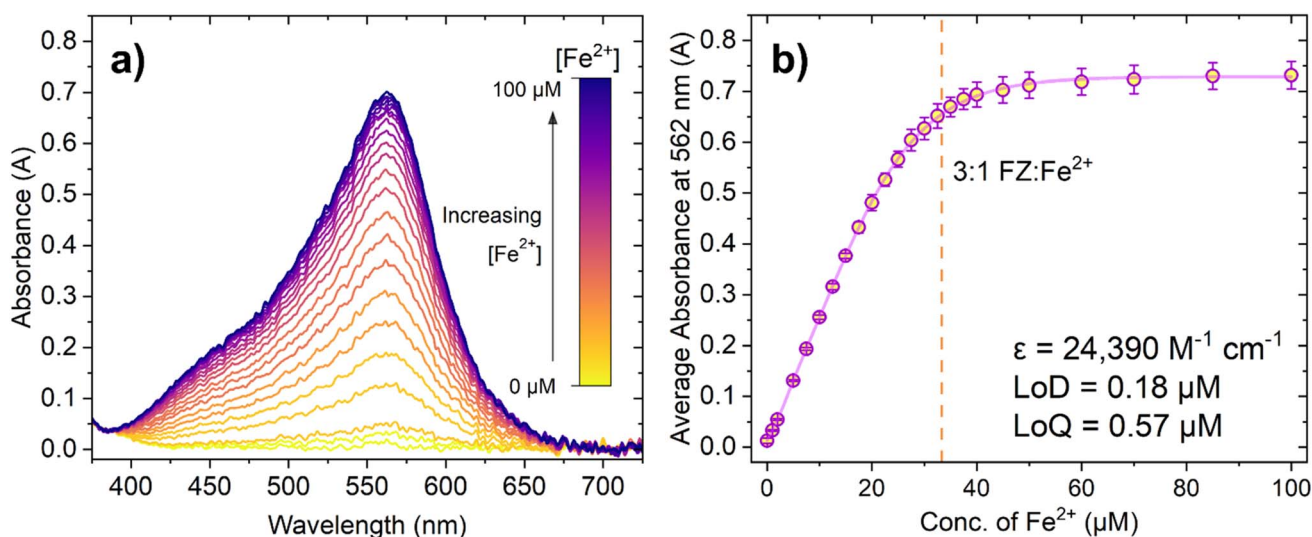 a)
Absorbance (A)
0.8
0.7
0.6
0.5
0.4
0.3
0.2
0.1
0.0
400 450 500 550 600 650 700
Wavelength (nm)
[Fe²⁺]
100 µM
0 µM
Increasing
[Fe²⁺]
b)
Average Absorbance at 562 nm (A)
0.8
0.7
0.6
0.5
0.4
0.3
0.2
0.1
0.0
0 20 40 60 80 100
Conc. of Fe²⁺ (µM)
3:1 FZ:Fe²⁺
ε = 24,390 M⁻¹ cm⁻¹
LoD = 0.18 µM
LoQ = 0.57 µM